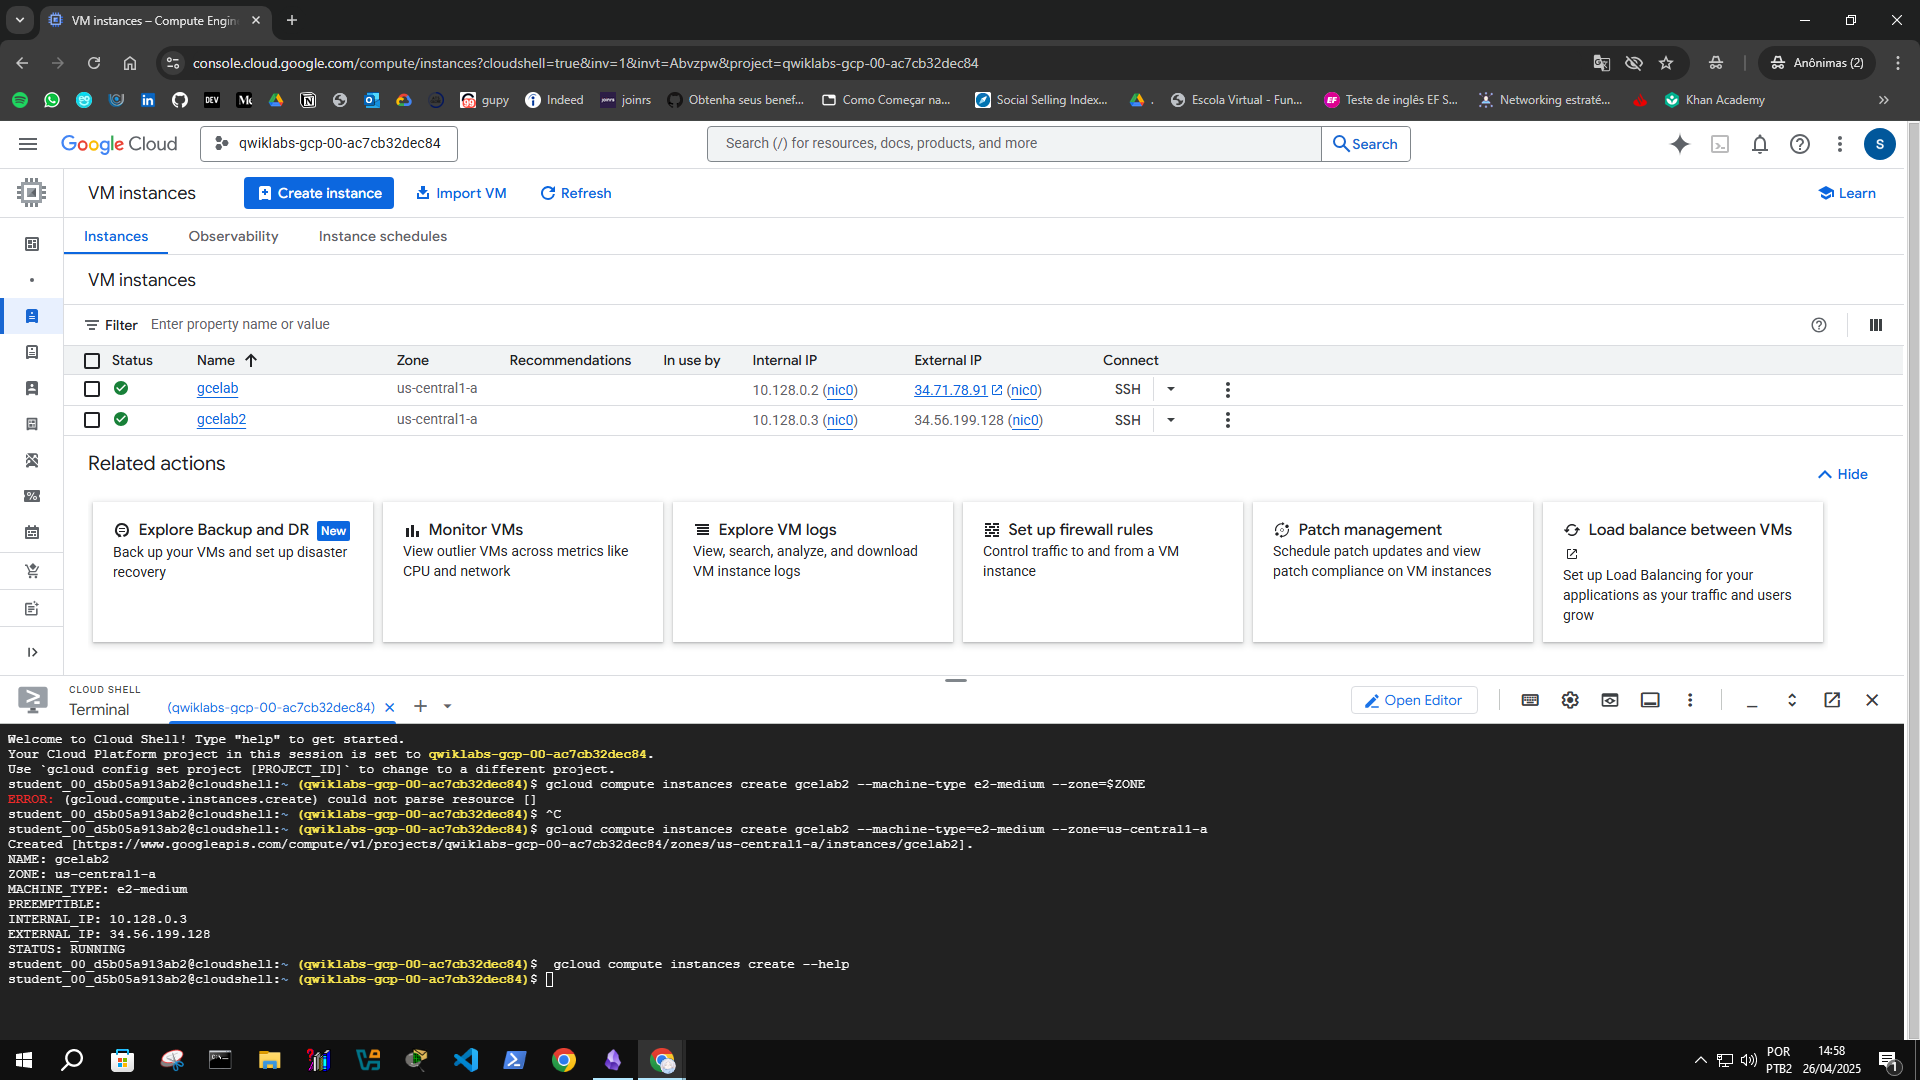 VM instances – Compute Engin
console.cloud.google.com/compute/instances?cloudshell=true&inv=1&invt=Abvzpw&project=qwiklabs-gcp-00-ac7cb32dec84
Anônimas (2)
gupy
Indeed
joinrs
Obtenha seus benef...
Como Começar na...
Social Selling Index...
.
Escola Virtual - Fun...
Teste de inglês EF S...
Networking estraté...
Khan Academy
Google Cloud
qwiklabs-gcp-00-ac7cb32dec84
Search (/) for resources, docs, products, and more
Search
S
VM instances
Create instance
Import VM
Refresh
Learn
Instances
Observability
Instance schedules
VM instances
Filter
Enter property name or value
Status Name Zone Recommendations In use by Internal IP External IP Connect
gcelab us-central1-a 10.128.0.2 (nic0) 34.71.78.91 (nic0) SSH
gcelab2 us-central1-a 10.128.0.3 (nic0) 34.56.199.128 (nic0) SSH
Related actions
Hide
Explore Backup and DR New
Back up your VMs and set up disaster
recovery
Monitor VMs
View outlier VMs across metrics like
CPU and network
Explore VM logs
View, search, analyze, and download
VM instance logs
Set up firewall rules
Control traffic to and from a VM
instance
Patch management
Schedule patch updates and view
patch compliance on VM instances
Load balance between VMs
Set up Load Balancing for your
applications as your traffic and users
grow
CLOUD SHELL
Terminal
(qwiklabs-gcp-00-ac7cb32dec84)
Open Editor
Welcome to Cloud Shell! Type "help" to get started.
Your Cloud Platform project in this session is set to qwiklabs-gcp-00-ac7cb32dec84.
Use `gcloud config set project [PROJECT_ID]` to change to a different project.
student_00_d5b05a913ab2@cloudshell:~ (qwiklabs-gcp-00-ac7cb32dec84)$ gcloud compute instances create gcelab2 --machine-type e2-medium --zone=$ZONE
ERROR: (gcloud.compute.instances.create) could not parse resource []
student_00_d5b05a913ab2@cloudshell:~ (qwiklabs-gcp-00-ac7cb32dec84)$ ^C
student_00_d5b05a913ab2@cloudshell:~ (qwiklabs-gcp-00-ac7cb32dec84)$ gcloud compute instances create gcelab2 --machine-type=e2-medium --zone=us-central1-a
Created [https://www.googleapis.com/compute/v1/projects/qwiklabs-gcp-00-ac7cb32dec84/zones/us-central1-a/instances/gcelab2].
NAME: gcelab2
ZONE: us-central1-a
MACHINE_TYPE: e2-medium
PREEMPTIBLE:
INTERNAL_IP: 10.128.0.3
EXTERNAL_IP: 34.56.199.128
STATUS: RUNNING
student_00_d5b05a913ab2@cloudshell:~ (qwiklabs-gcp-00-ac7cb32dec84)$  gcloud compute instances create --help
student_00_d5b05a913ab2@cloudshell:~ (qwiklabs-gcp-00-ac7cb32dec84)$
POR
PTB2
14:58
26/04/2025
1